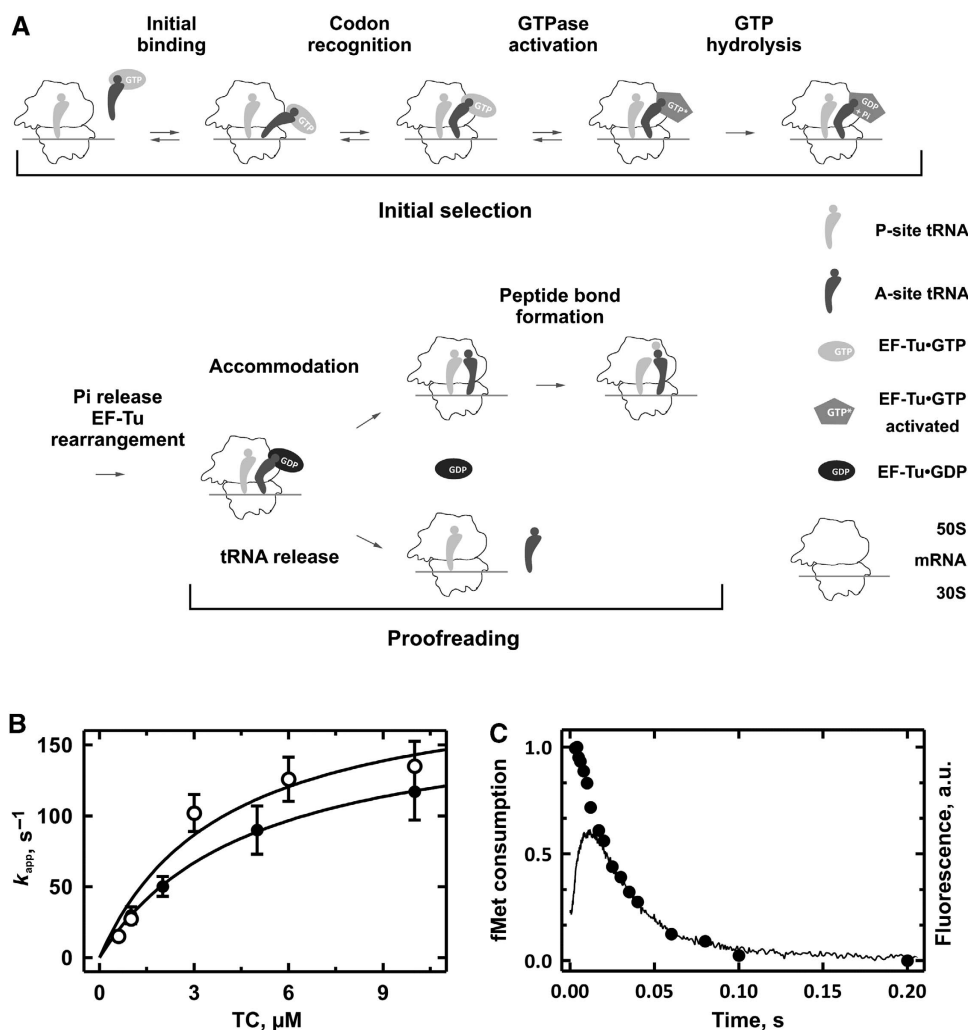 A
Initial
binding
Codon
recognition
GTPase
activation
GTP
hydrolysis
GTP
GTP
GTP
GTP*
GDP
+ Pi
Initial selection
P-site tRNA
A-site tRNA
GTP
EF-Tu•GTP
GTP*
EF-Tu•GTP
activated
GDP
EF-Tu•GDP
50S
mRNA
30S
Pi release
EF-Tu
rearrangement
GDP
Accommodation
Peptide bond
formation
GDP
tRNA release
Proofreading
B
150
100
50
0
kapp, s–1
0 3 6 9
TC, µM
C
1.0
0.5
0.0
fMet consumption
Fluorescence, a.u.
0.00 0.05 0.10 0.15 0.20
Time, s